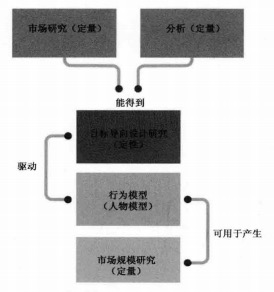 市场研究（定量）
分析（定量）
能得到
目标导向设计研究
驱动
行为模型
（人物模型）
可用于产生
市场规模研究
（定量）